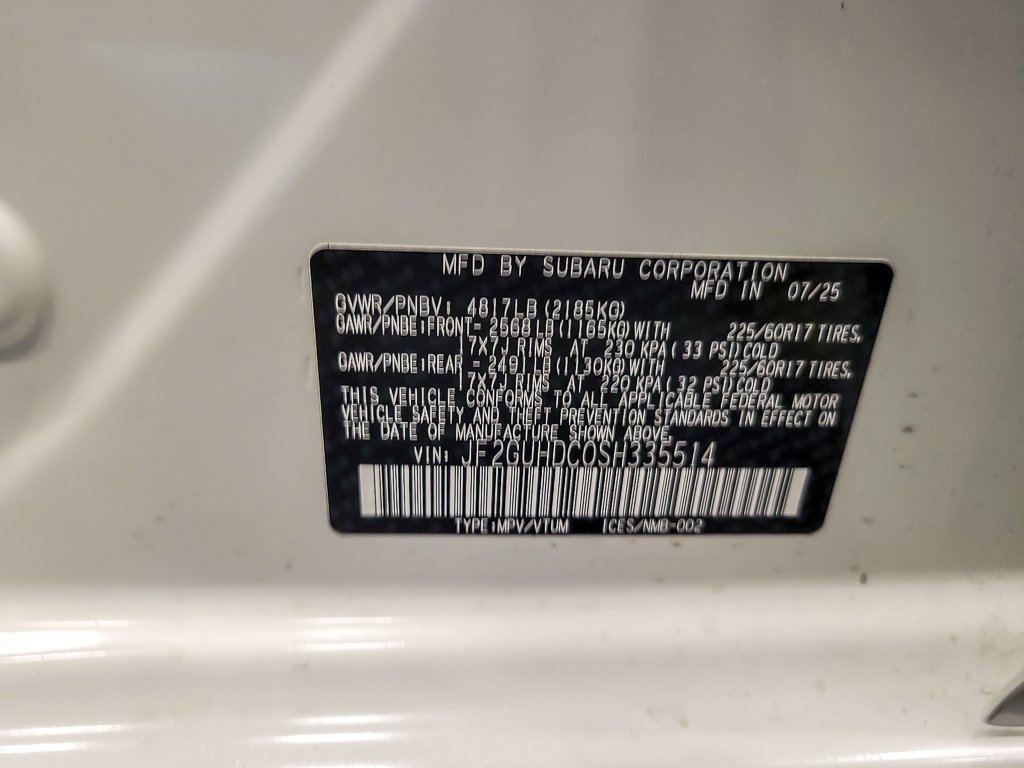 MFD BY SUBARU CORPORATION
MFD IN 07/25
GVWR/PNBV: 4817LB(2185KG)
GAWR/PNBE:FRONT- 2568LB(1165KG)WITH 225/60R17 TIRES,
17X7J RIMS AT 230 KPA( 33 PSI)COLD
GAWR/PNBE:REAR - 2491LB(1130KG)WITH 225/60R17 TIRES,
17X7J RIMS AT 220 KPA( 32 PSI)COLD
THIS VEHICLE CONFORMS TO ALL APPLICABLE FEDERAL MOTOR
VEHICLE SAFETY AND THEFT PREVENTION STANDARDS IN EFFECT ON
THE DATE OF MANUFACTURE SHOWN ABOVE.
VIN: JF2GUHDC0SH335514
TYPE:MPV/VTUM ICES/NMB-002